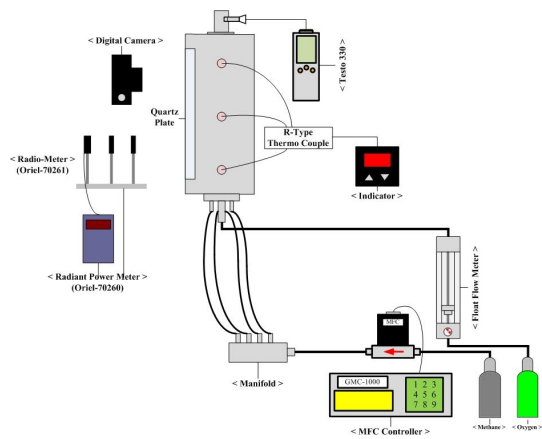 < Digital Camera >
< Testo 330 >
Quartz
Plate
R-Type
Thermo Couple
< Radio-Meter >
(Oriel-70261)
< Indicator >
< Radiant Power Meter >
(Oriel-70260)
< Float Flow Meter >
MFC
< Manifold >
GMC-1000
1 2 3
4 5 6
7 8 9
< MFC Controller >
< Methane >
< Oxygen >